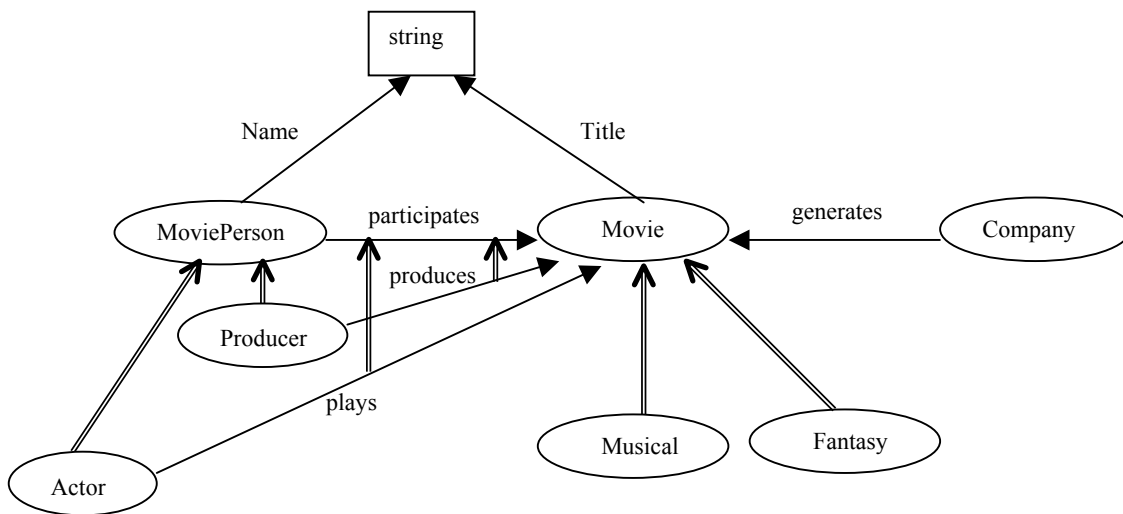 string
Name
Title
MoviePerson
participates
Movie
generates
Company
produces
Producer
plays
Musical
Fantasy
Actor